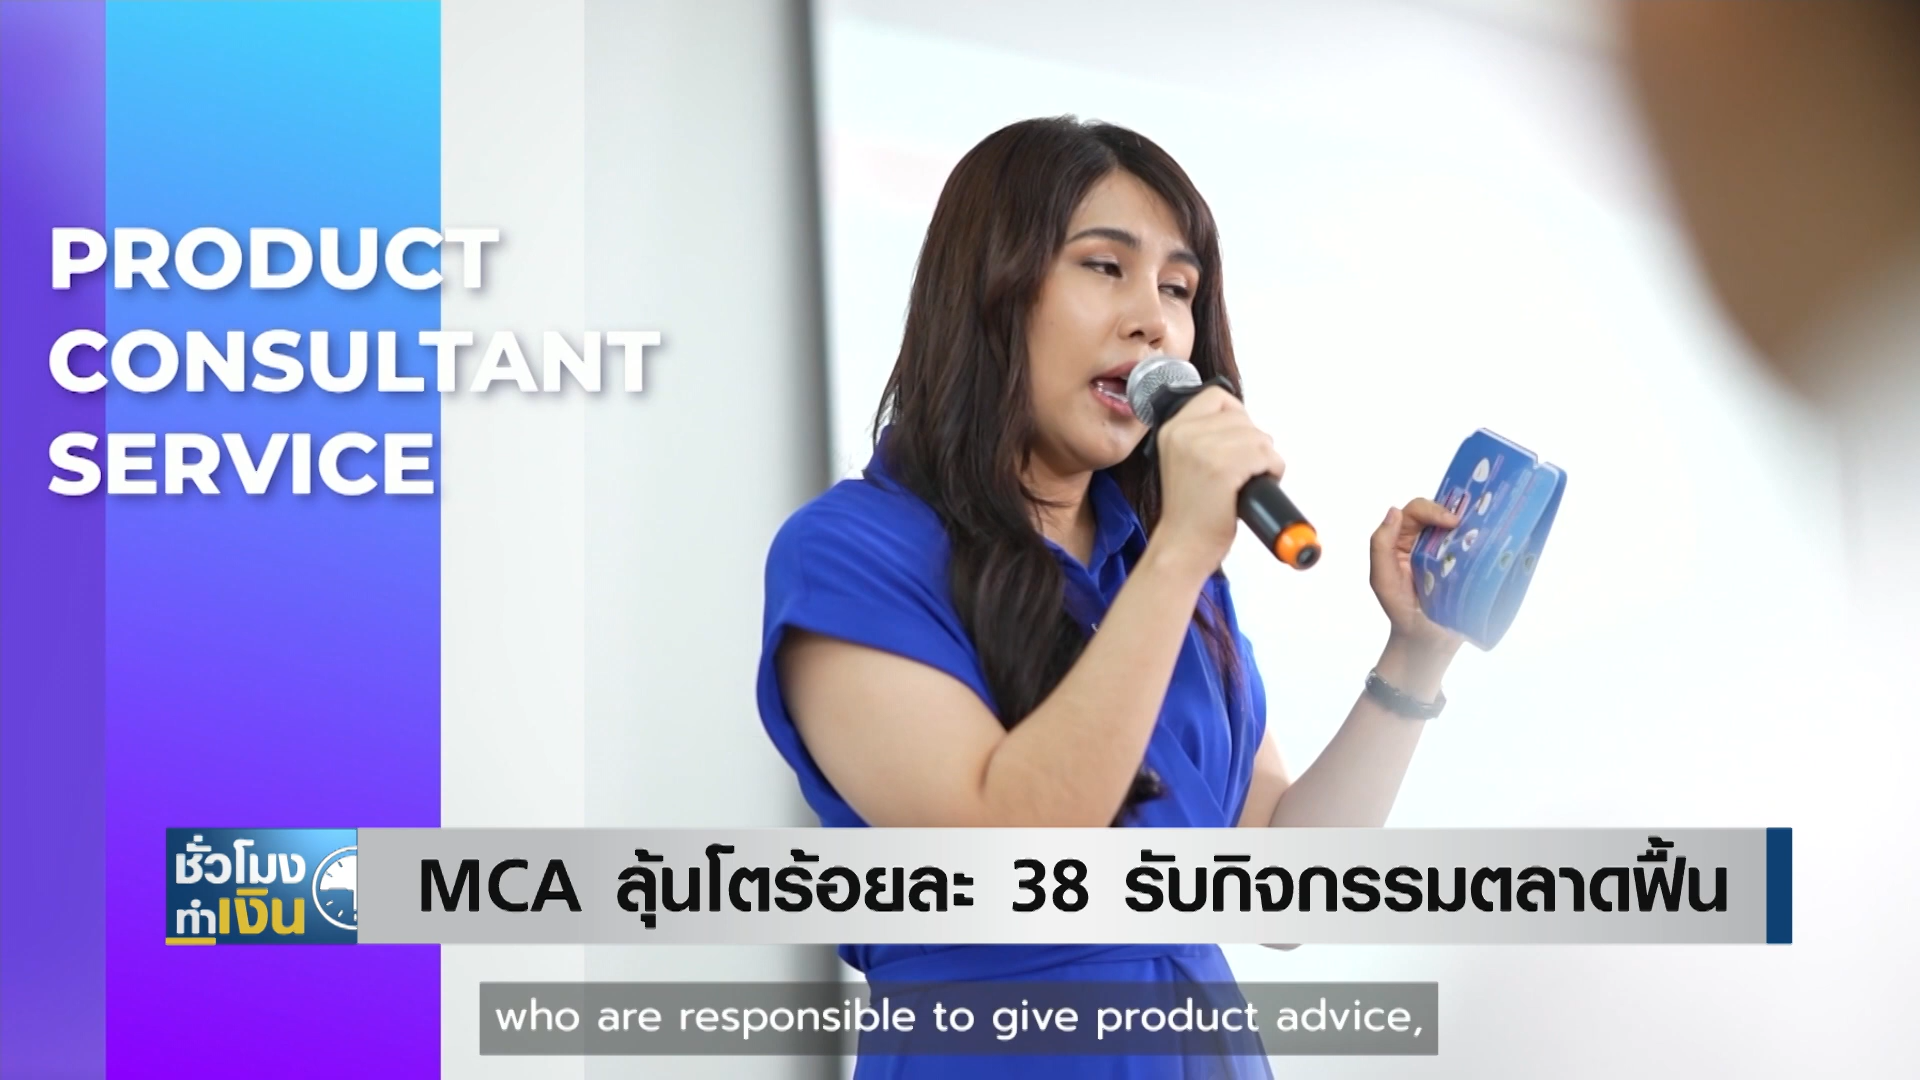 PRODUCT
CONSULTANT
SERVICE
ชั่วโมง
ทำเงิน
MCA ลุ้นโตร้อยละ 38 รับกิจกรรมตลาดฟื้น
who are responsible to give product advice,